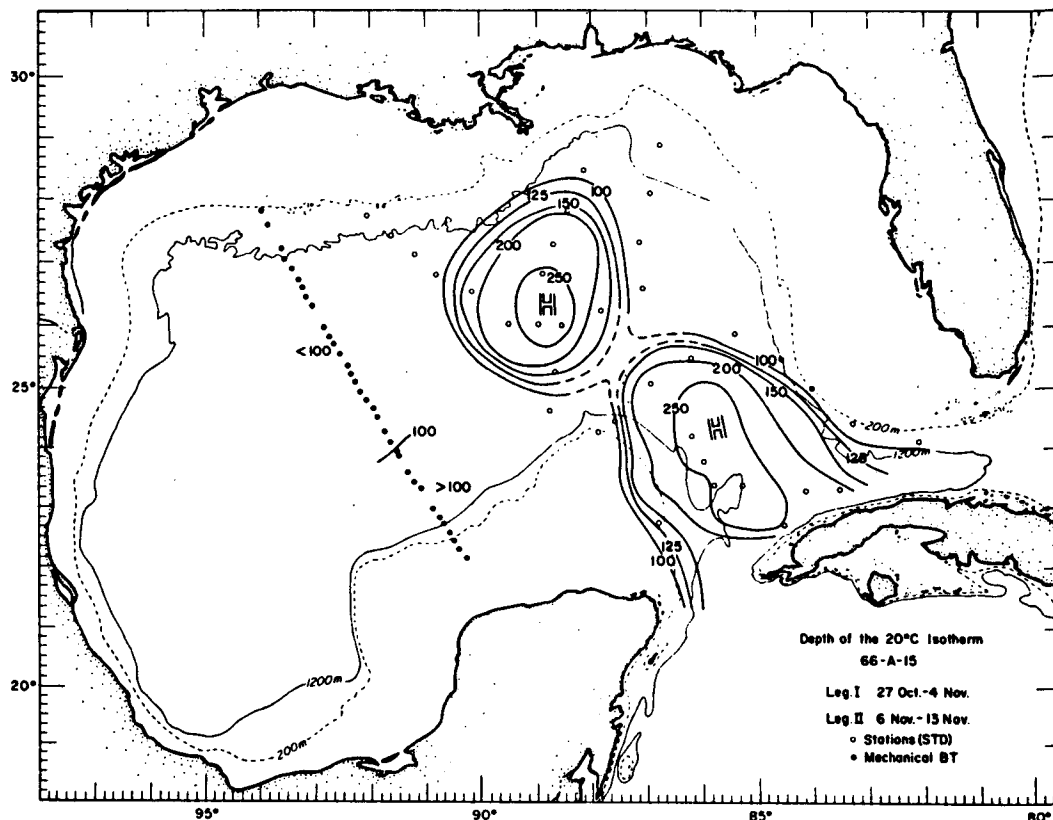 30°
25°
20°
95°
90°
85°
80°
125
100
150
200
250
<100
100
>100
100
200
150
250
125
200m
1200m
125
100
1200m
200m
Depth of the 20°C Isotherm
66-A-15
Leg. I 27 Oct.-4 Nov.
Leg. II 6 Nov.-13 Nov.
○ Stations (STD)
● Mechanical BT